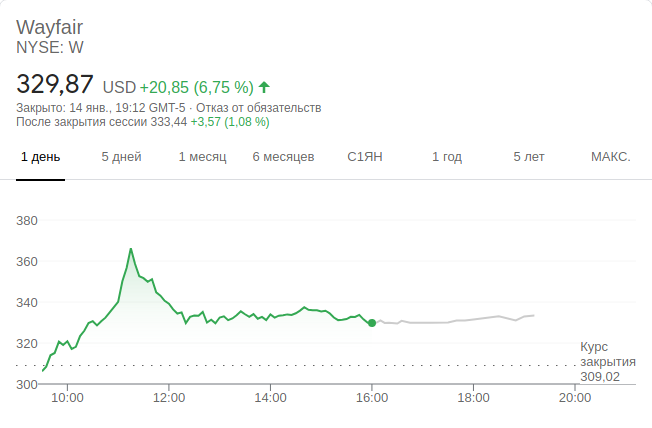 Wayfair
NYSE: W
329,87 USD +20,85 (6,75 %)
Закрыто: 14 янв., 19:12 GMT-5 · Отказ от обязательств
После закрытия сессии 333,44 +3,57 (1,08 %)
1 день 5 дней 1 месяц 6 месяцев С1ЯН 1 год 5 лет МАКС.
380
360
340
320
300
Курс
закрытия
309,02
10:00 12:00 14:00 16:00 18:00 20:00